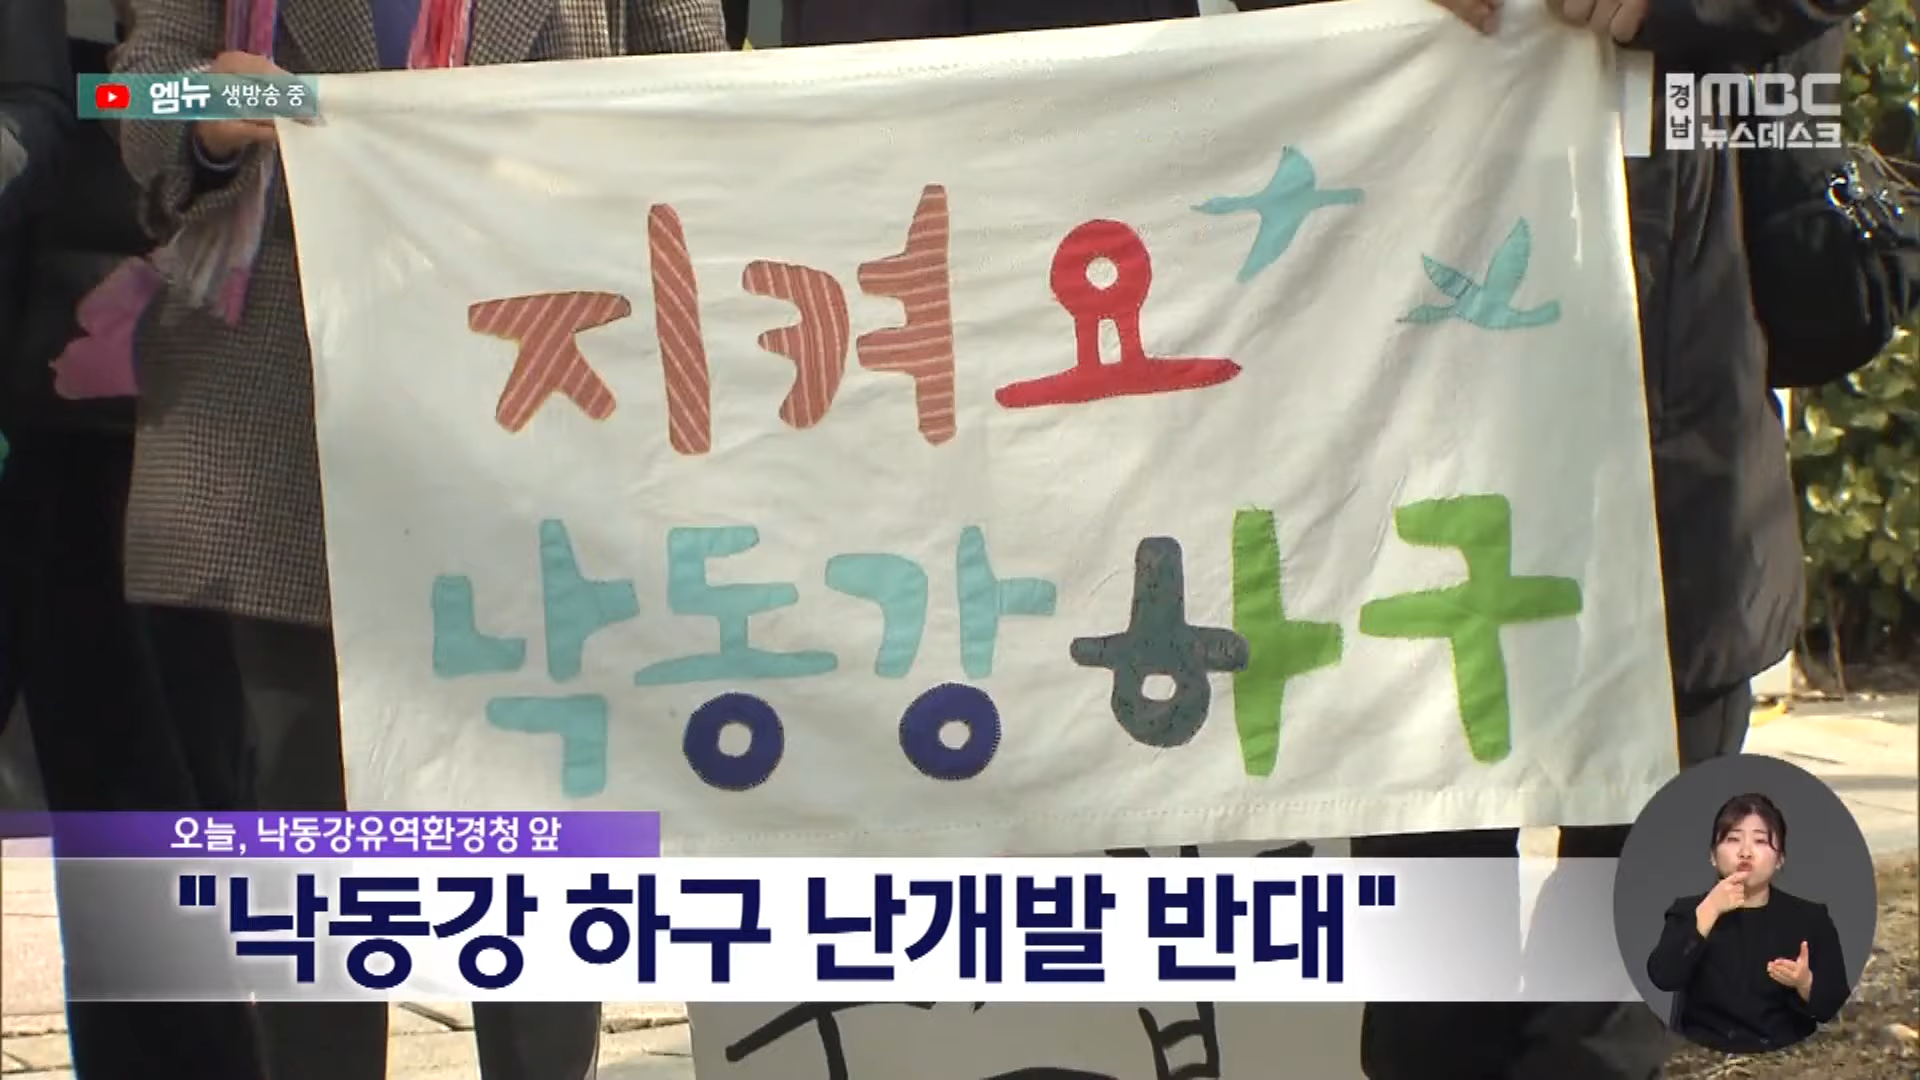 엠뉴 생방송 중
경남 MBC
뉴스데스크
지켜요
낙동강하구
오늘, 낙동강유역환경청 앞
"낙동강 하구 난개발 반대"